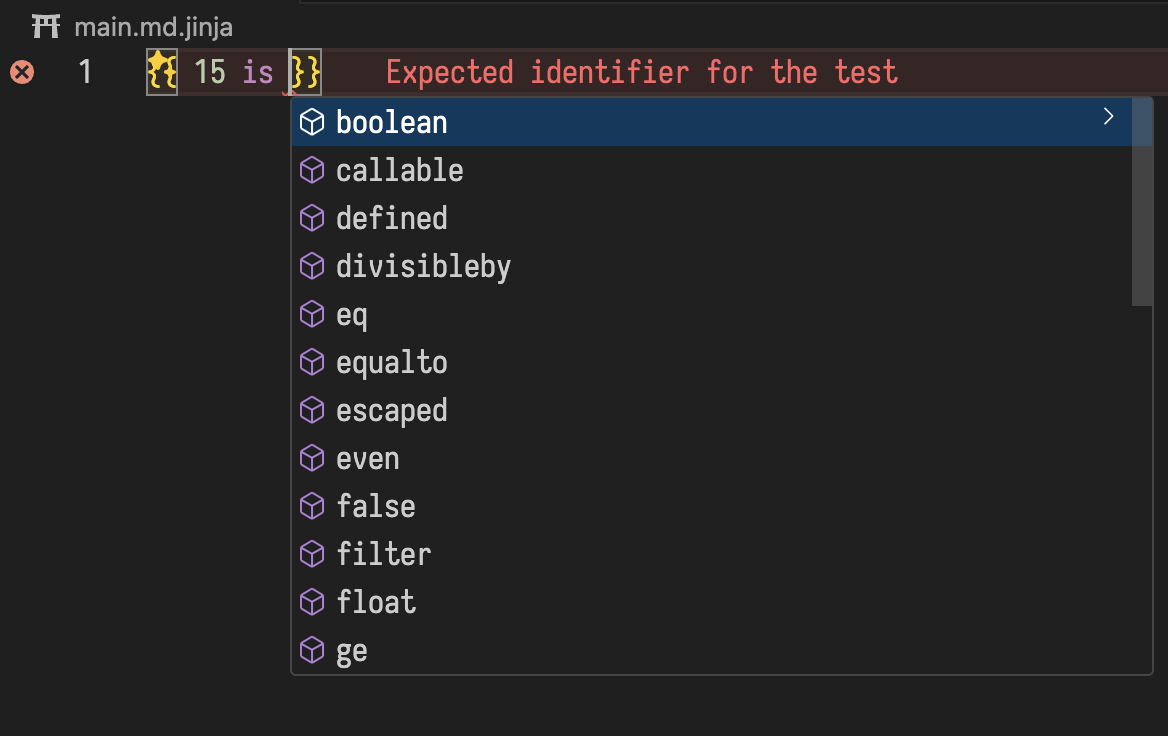 main.md.jinja
1 {{ 15 is }} Expected identifier for the test
boolean
callable
defined
divisibleby
eq
equalto
escaped
even
false
filter
float
ge